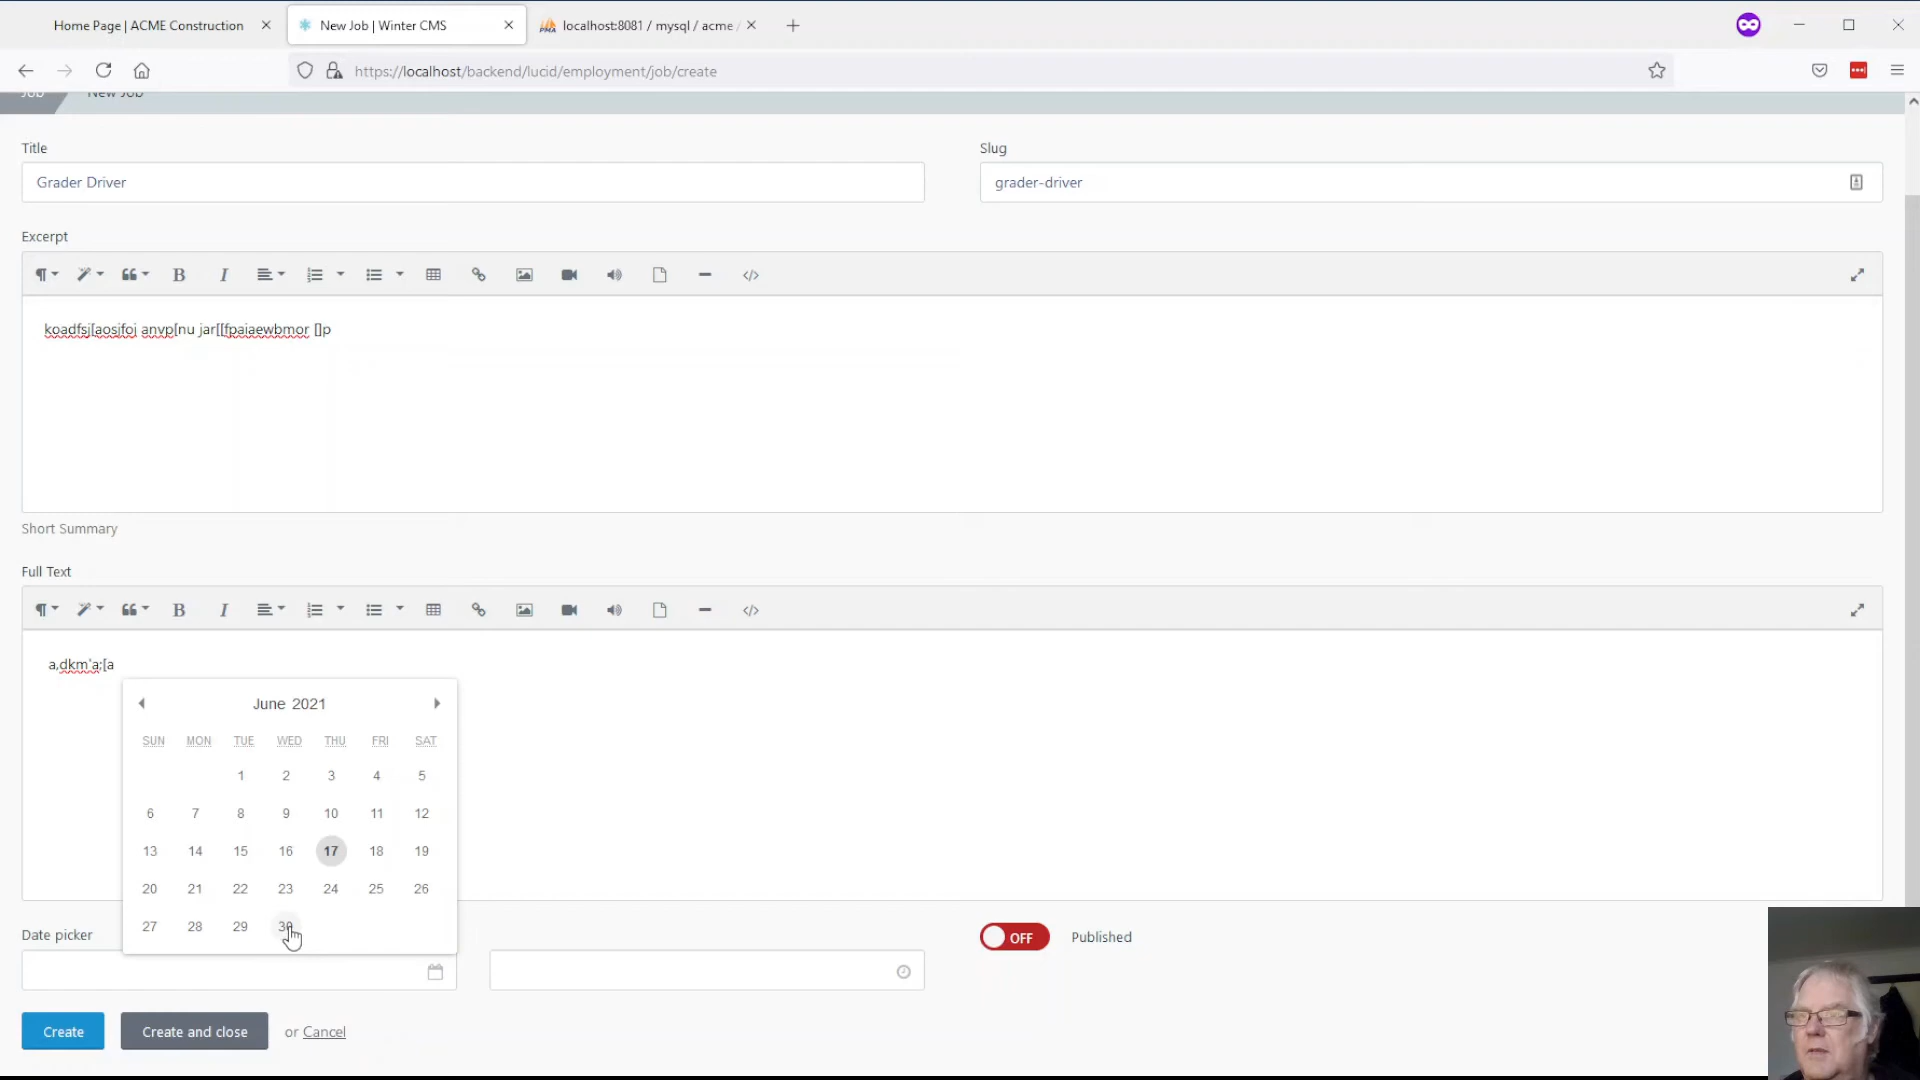 Home Page | ACME Construction
New Job | Winter CMS
localhost:8081 / mysql / acme /
https://localhost/backend/lucid/employment/job/create
Job
New Job
Title
Slug
Grader Driver
grader-driver
Excerpt
koadfsj[aosifoj anvp[nu jar[[fpaiaewbmor []p
Short Summary
Full Text
a,dkm'a;[a
June 2021
SUN MON TUE WED THU FRI SAT
1 2 3 4 5
6 7 8 9 10 11 12
13 14 15 16 17 18 19
20 21 22 23 24 25 26
27 28 29 30
Date picker
OFF Published
Create
Create and close
or Cancel